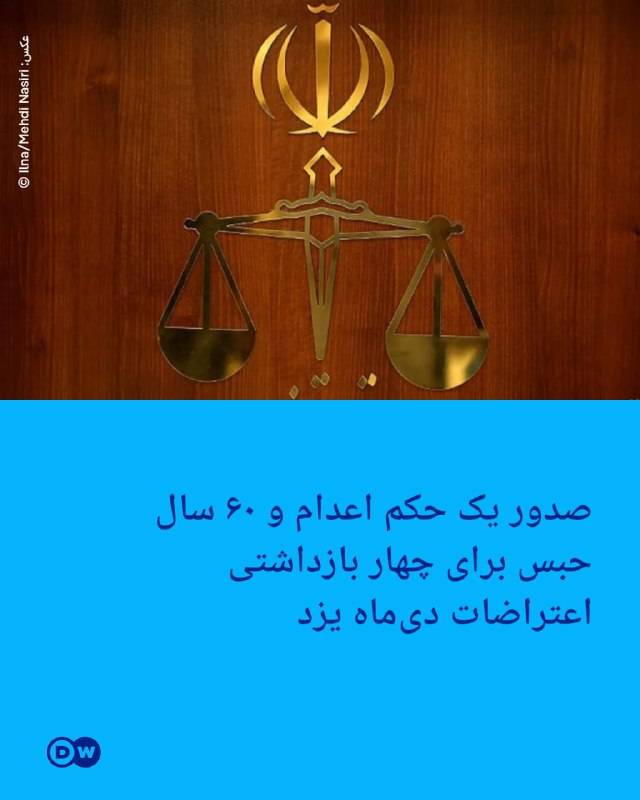 عکس: © Ilna/Mehdi Nasiri
صدور یک حکم اعدام و ۶۰ سال
حبس برای چهار بازداشتی
اعتراضات دی‌ماه یزد
DW